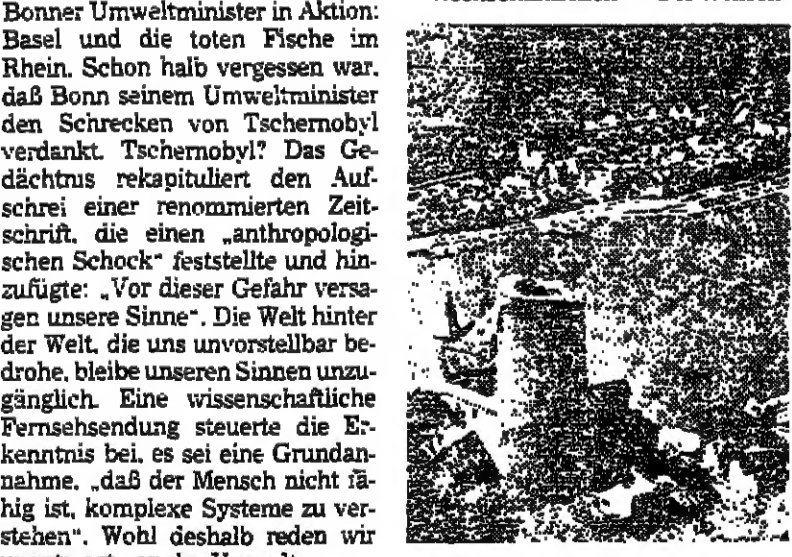 Bonner Umweltminister in Aktion:
Basel und die toten Fische im
Rhein. Schon halb vergessen war,
daß Bonn seinem Umweltminister
den Schrecken von Tschernobyl
verdankt. Tschernobyl? Das Ge-
dächtnis rekapituliert den Auf-
schrei einer renommierten Zeit-
schrift, die einen „anthropologi-
schen Schock“ feststellte und hin-
zufügte: „Vor dieser Gefahr versa-
gen unsere Sinne“. Die Welt hinter
der Welt, die uns unvorstellbar be-
drohe, bleibe unseren Sinnen unzu-
gänglich. Eine wissenschaftliche
Fernsehsendung steuerte die Er-
kenntnis bei, es sei eine Grundan-
nahme, „daß der Mensch nicht fä-
hig ist, komplexe Systeme zu ver-
stehen“. Wohl deshalb reden wir